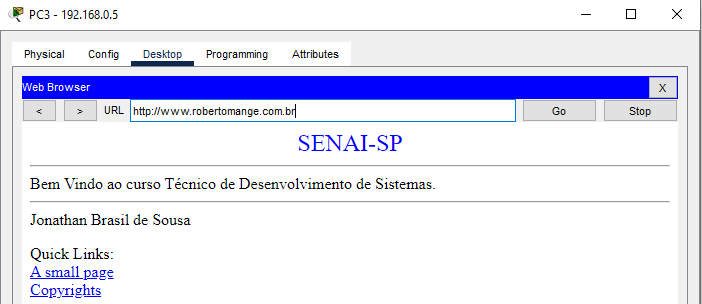 PC3 - 192.168.0.5
Physical Config Desktop Programming Attributes
Web Browser X
< > URL http://www.robertomange.com.br Go Stop
SENAI-SP
Bem Vindo ao curso Técnico de Desenvolvimento de Sistemas.
Jonathan Brasil de Sousa
Quick Links:
A small page
Copyrights